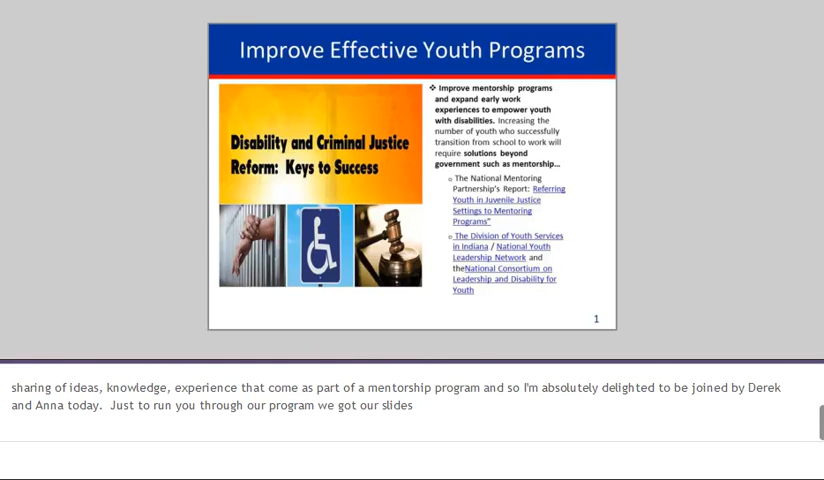 Improve Effective Youth Programs
Disability and Criminal Justice
Reform: Keys to Success
❖ Improve mentorship programs
and expand early work
experiences to empower youth
with disabilities. Increasing the
number of youth who successfully
transition from school to work will
require solutions beyond
government such as mentorship…
o The National Mentoring
Partnership's Report: Referring
Youth in Juvenile Justice
Settings to Mentoring
Programs"
o The Division of Youth Services
in Indiana / National Youth
Leadership Network and
theNational Consortium on
Leadership and Disability for
Youth
1
sharing of ideas, knowledge, experience that come as part of a mentorship program and so I'm absolutely delighted to be joined by Derek
and Anna today.  Just to run you through our program we got our slides